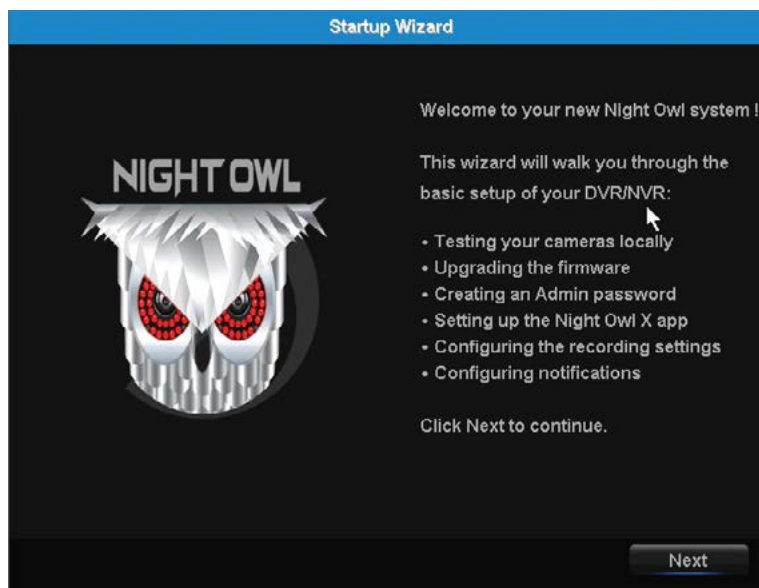 Startup Wizard
NIGHT OWL
Welcome to your new Night Owl system !
This wizard will walk you through the
basic setup of your DVR/NVR:
• Testing your cameras locally
• Upgrading the firmware
• Creating an Admin password
• Setting up the Night Owl X app
• Configuring the recording settings
• Configuring notifications
Click Next to continue.
Next